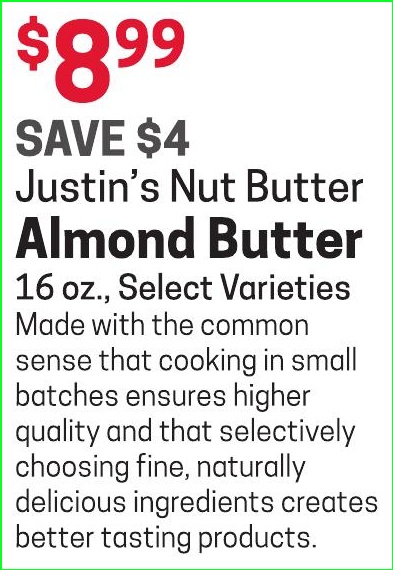 $8.99
SAVE $4
Justin's Nut Butter
Almond Butter
16 oz., Select Varieties
Made with the common
sense that cooking in small
batches ensures higher
quality and that selectively
choosing fine, naturally
delicious ingredients creates
better tasting products.